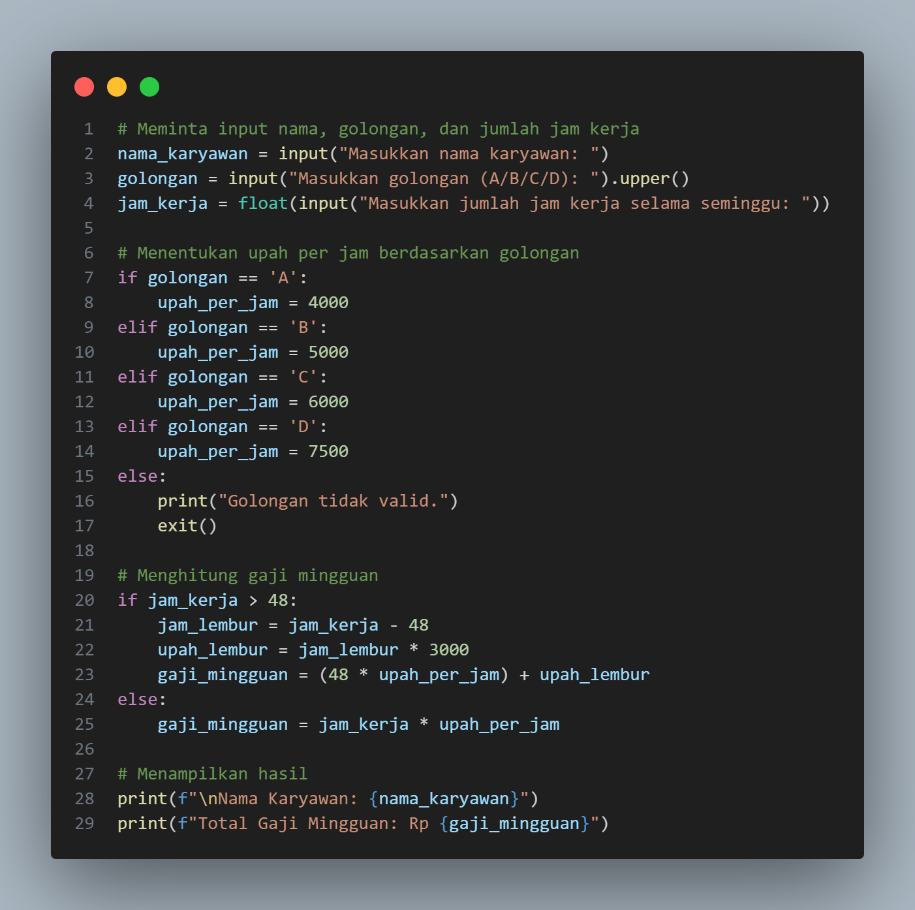 1 # Meminta input nama, golongan, dan jumlah jam kerja
2 nama_karyawan = input("Masukkan nama karyawan: ")
3 golongan = input("Masukkan golongan (A/B/C/D): ").upper()
4 jam_kerja = float(input("Masukkan jumlah jam kerja selama seminggu: "))
5
6 # Menentukan upah per jam berdasarkan golongan
7 if golongan == 'A':
8     upah_per_jam = 4000
9 elif golongan == 'B':
10     upah_per_jam = 5000
11 elif golongan == 'C':
12     upah_per_jam = 6000
13 elif golongan == 'D':
14     upah_per_jam = 7500
15 else:
16     print("Golongan tidak valid.")
17     exit()
18
19 # Menghitung gaji mingguan
20 if jam_kerja > 48:
21     jam_lembur = jam_kerja - 48
22     upah_lembur = jam_lembur * 3000
23     gaji_mingguan = (48 * upah_per_jam) + upah_lembur
24 else:
25     gaji_mingguan = jam_kerja * upah_per_jam
26
27 # Menampilkan hasil
28 print(f"\nNama Karyawan: {nama_karyawan}")
29 print(f"Total Gaji Mingguan: Rp {gaji_mingguan}")